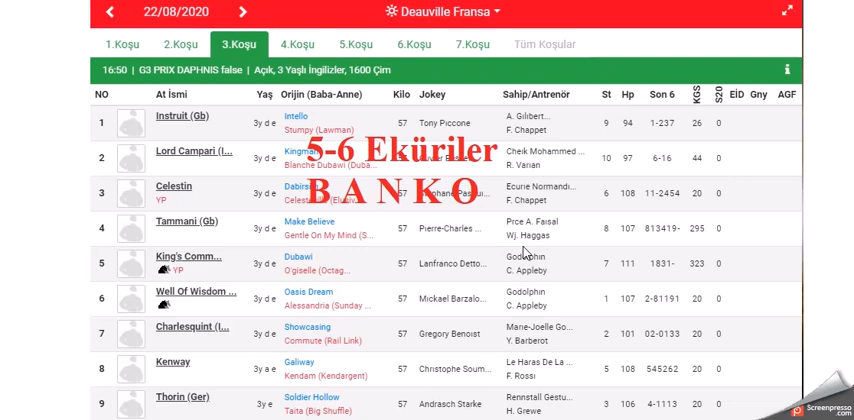 22/08/2020 Deauville Fransa
1.Koşu 2.Koşu 3.Koşu 4.Koşu 5.Koşu 6.Koşu 7.Koşu Tüm Koşular
16:50 | G3 PRIX DAPHNIS false | Açık, 3 Yaşlı İngilizler, 1600 Çim
NO At İsmi Yaş Orijin (Baba-Anne) Kilo Jokey Sahip/Antrenör St Hp Son 6 KGS S20 EİD Gny AGF
1 Instruit (Gb) 3y d e Intello 57 Tony Piccone A. Gilibert... 9 94 1-237 26 0
Stumpy (Lawman) F. Chappet
2 Lord Campari (I... 3y d e Kingman Cheik Mohammed ... 10 97 6-16 44 0
Blanche Dubawi (Duba... R. Varian
5-6 Eküriler
3 Celestin 3y d e Ecurie Normandi... 6 108 11-2454 20 0
YP F. Chappet
B A N K O
4 Tammani (Gb) 3y d e Make Believe 57 Pierre-Charles ... Prce A. Faisal 8 107 813419- 295 0
Gentle On My Mind (S... Wj. Haggas
5 King's Comm... 3y d e Dubawi 57 Lanfranco Detto... Godolphin 7 111 1831- 323 0
YP O'giselle (Octag... C. Appleby
6 Well Of Wisdom ... 3y d e Oasis Dream 57 Mickael Barzalo... Godolphin 1 107 2-81191 20 0
Alessandria (Sunday ... C. Appleby
7 Charlesquint (I... 3y d e Showcasing 57 Gregory Benoist Mme-Joelle Go... 2 101 02-0133 20 0
Commute (Rail Link) Y. Barberot
8 Kenway 3y a e Galiway 57 Christophe Soum... Le Haras De La ... 5 108 545262 20 0
Kendam (Kendargent) F. Rossi
9 Thorin (Ger) 3y e Soldier Hollow 57 Andrasch Starke Rennstall Gestu... 3 106 4-1113 20 0
Taita (Big Shuffle) H. Grewe
Screenpresso
.com